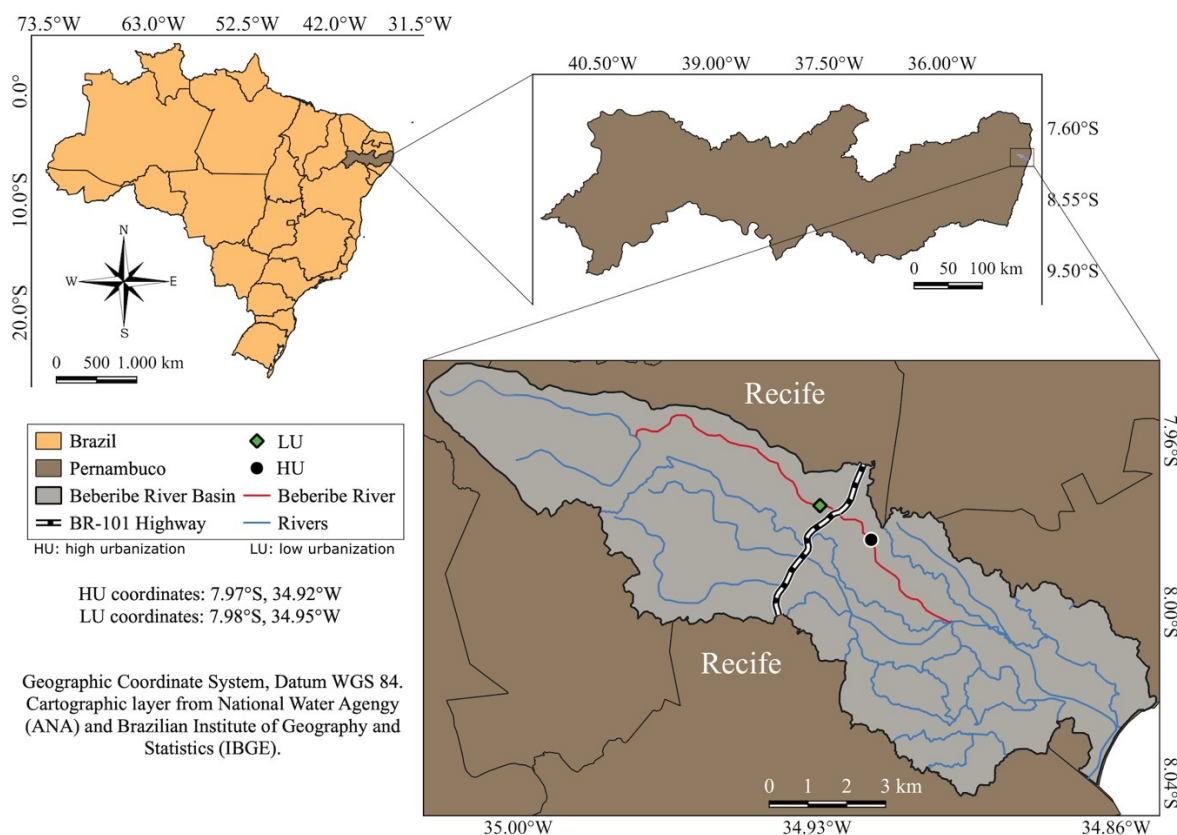 73.5°W 63.0°W 52.5°W 42.0°W 31.5°W
0.0°
10.0°S
20.0°S
N
W E
S
0 500 1.000 km
40.50°W 39.00°W 37.50°W 36.00°W
7.60°S
8.55°S
9.50°S
0 50 100 km
Brazil
LU
Pernambuco
HU
Beberibe River Basin
Beberibe River
BR-101 Highway
Rivers
HU: high urbanization
LU: low urbanization
HU coordinates: 7.97°S, 34.92°W
LU coordinates: 7.98°S, 34.95°W
Geographic Coordinate System, Datum WGS 84.
Cartographic layer from National Water Agengy
(ANA) and Brazilian Institute of Geography and
Statistics (IBGE).
Recife
Recife
7.96°S
8.00°S
8.04°S
0 1 2 3 km
35.00°W 34.93°W 34.86°W